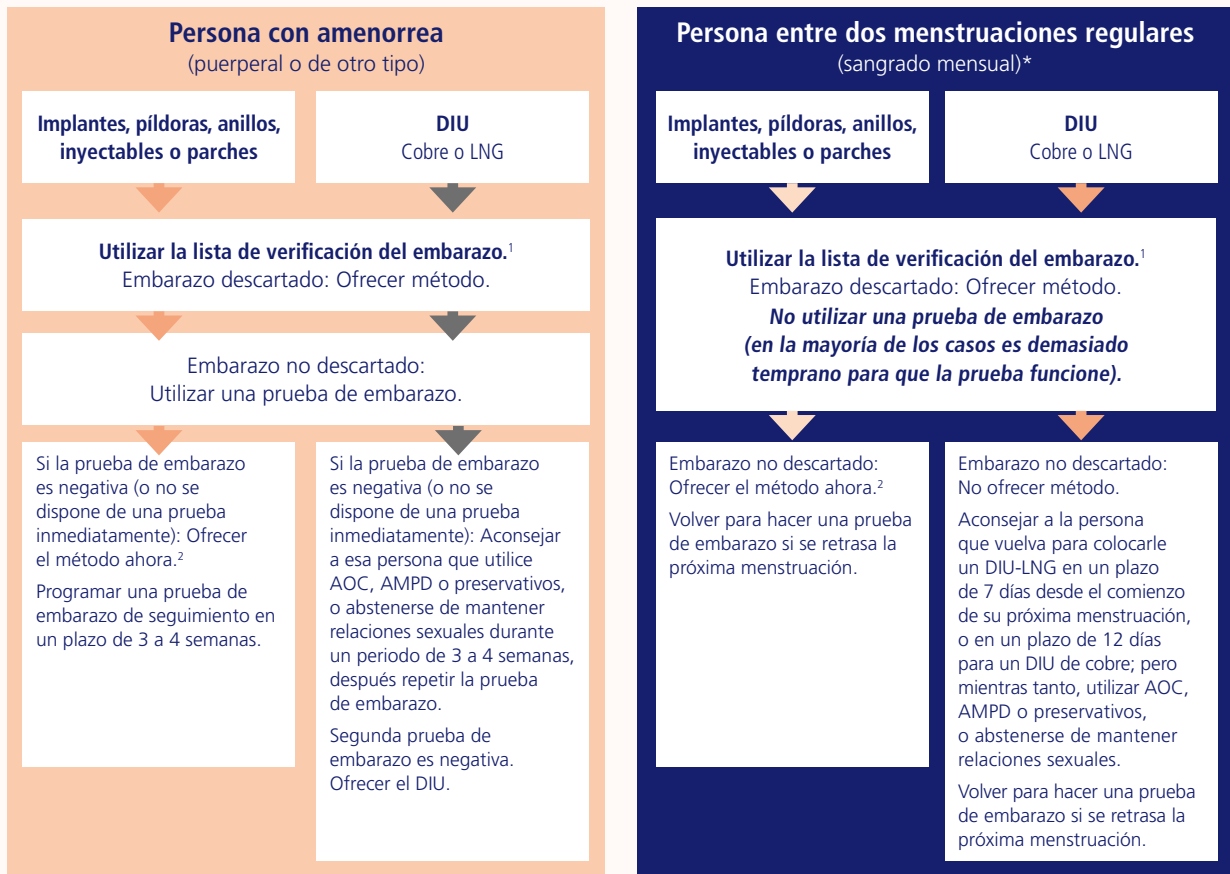 Persona con amenorrea
(puerperal o de otro tipo)
Implantes, píldoras, anillos,
inyectables o parches
DIU
Cobre o LNG
Utilizar la lista de verificación del embarazo.¹
Embarazo descartado: Ofrecer método.
Embarazo no descartado:
Utilizar una prueba de embarazo.
Si la prueba de embarazo
es negativa (o no se
dispone de una prueba
inmediatamente): Ofrecer
el método ahora.²
Programar una prueba de
embarazo de seguimiento en
un plazo de 3 a 4 semanas.
Si la prueba de embarazo
es negativa (o no se
dispone de una prueba
inmediatamente): Aconsejar
a esa persona que utilice
AOC, AMPD o preservativos,
o abstenerse de mantener
relaciones sexuales durante
un periodo de 3 a 4 semanas,
después repetir la prueba
de embarazo.
Segunda prueba de
embarazo es negativa.
Ofrecer el DIU.
Persona entre dos menstruaciones regulares
(sangrado mensual)*
Implantes, píldoras, anillos,
inyectables o parches
DIU
Cobre o LNG
Utilizar la lista de verificación del embarazo.¹
Embarazo descartado: Ofrecer método.
No utilizar una prueba de embarazo
(en la mayoría de los casos es demasiado
temprano para que la prueba funcione).
Embarazo no descartado:
Ofrecer el método ahora.²
Volver para hacer una prueba
de embarazo si se retrasa la
próxima menstruación.
Embarazo no descartado:
No ofrecer método.
Aconsejar a la persona
que vuelva para colocarle
un DIU-LNG en un plazo
de 7 días desde el comienzo
de su próxima menstruación,
o en un plazo de 12 días
para un DIU de cobre; pero
mientras tanto, utilizar AOC,
AMPD o preservativos,
o abstenerse de mantener
relaciones sexuales.
Volver para hacer una prueba
de embarazo si se retrasa la
próxima menstruación.